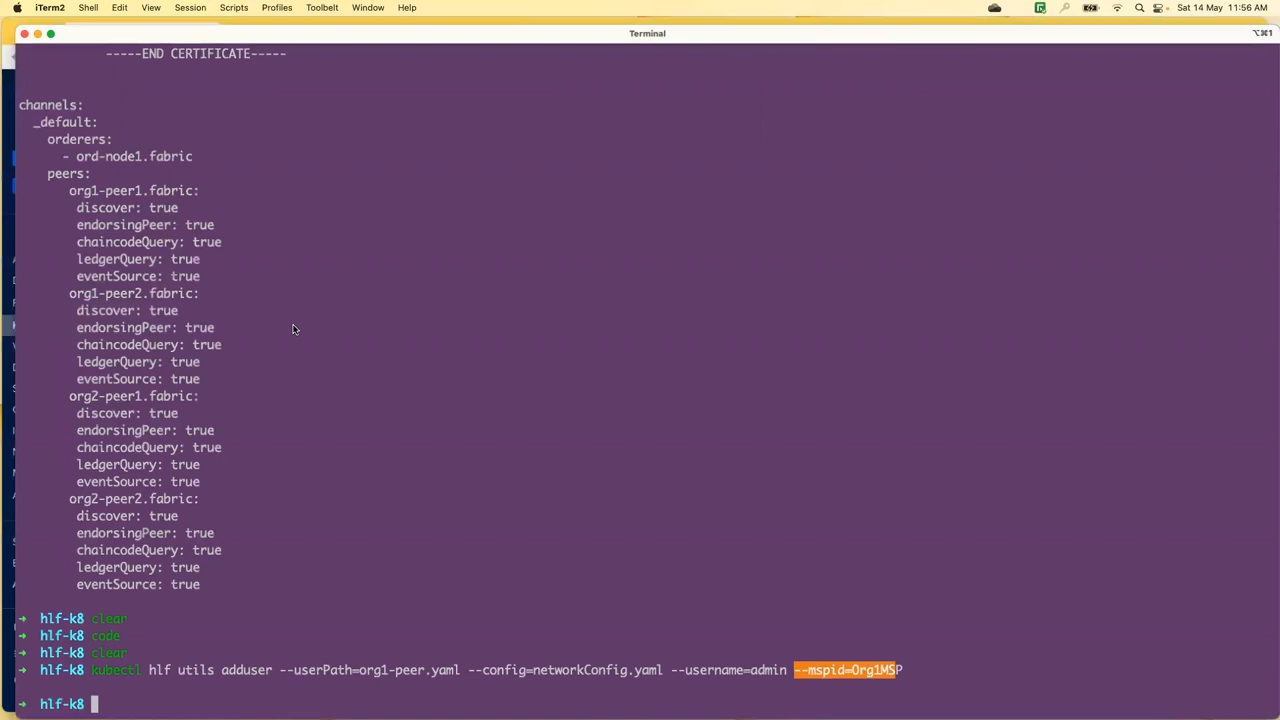 iTerm2 Shell Edit View Session Scripts Profiles Toolbelt Window Help Sat 14 May 11:56 AM
Terminal ⌥⌘1
-----END CERTIFICATE-----
channels:
_default:
orderers:
- ord-node1.fabric
peers:
org1-peer1.fabric:
discover: true
endorsingPeer: true
chaincodeQuery: true
ledgerQuery: true
eventSource: true
org1-peer2.fabric:
discover: true
endorsingPeer: true
chaincodeQuery: true
ledgerQuery: true
eventSource: true
org2-peer1.fabric:
discover: true
endorsingPeer: true
chaincodeQuery: true
ledgerQuery: true
eventSource: true
org2-peer2.fabric:
discover: true
endorsingPeer: true
chaincodeQuery: true
ledgerQuery: true
eventSource: true
→ hlf-k8 clear
→ hlf-k8 code
→ hlf-k8 clear
→ hlf-k8 kubectl hlf utils adduser --userPath=org1-peer.yaml --config=networkConfig.yaml --username=admin --mspid=Org1MSP
→ hlf-k8